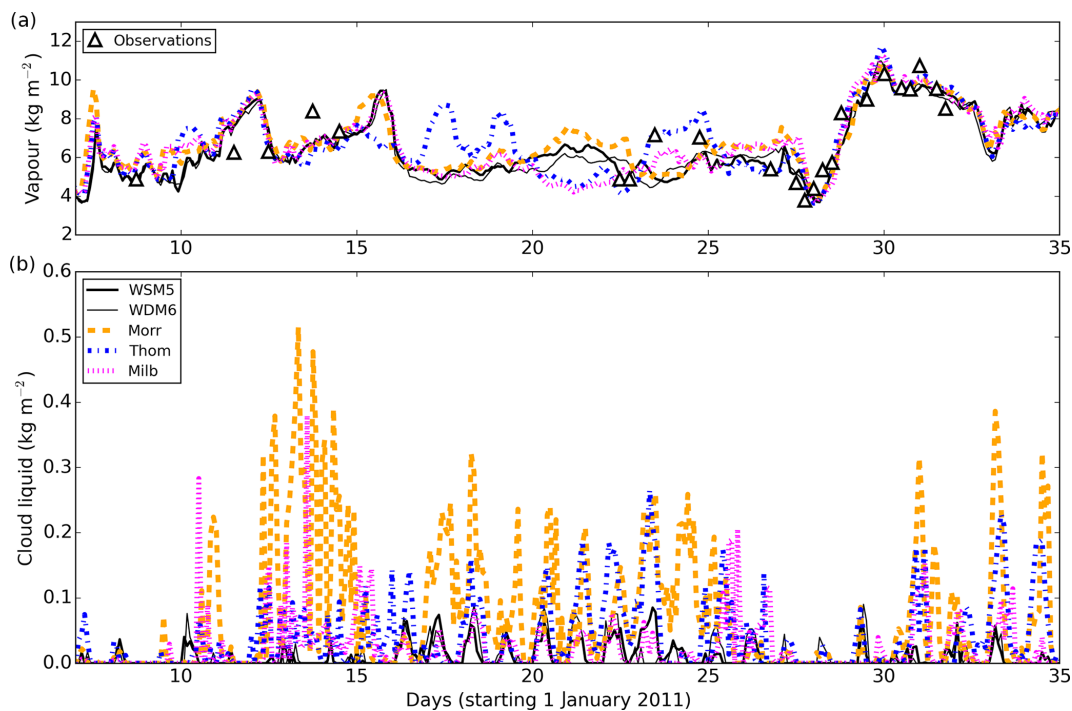 (a)
Vapour (kg m⁻²)
12
10
8
6
4
2
Observations
10 15 20 25 30 35
(b)
Cloud liquid (kg m⁻²)
0.6
0.5
0.4
0.3
0.2
0.1
0.0
WSM5
WDM6
Morr
Thom
Milb
10 15 20 25 30 35
Days (starting 1 January 2011)